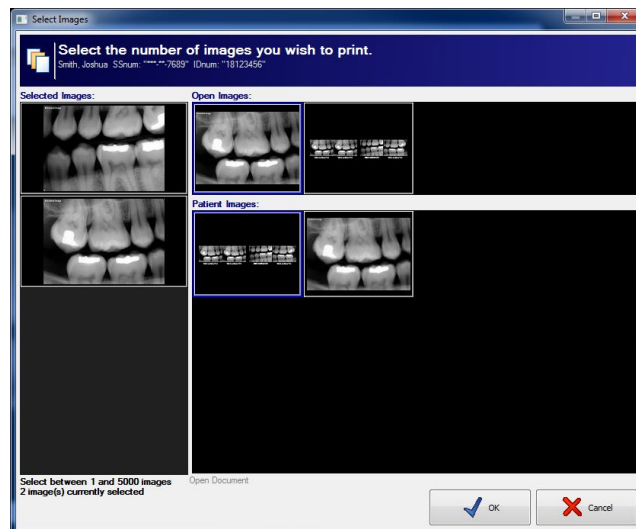 Select Images
Select the number of images you wish to print.
Smith, Joshua SSnum: "***-**-7689" IDnum: "18123456"
Selected Images:
Open Images:
Patient Images:
Select between 1 and 5000 images
2 image(s) currently selected
Open Document
OK
Cancel